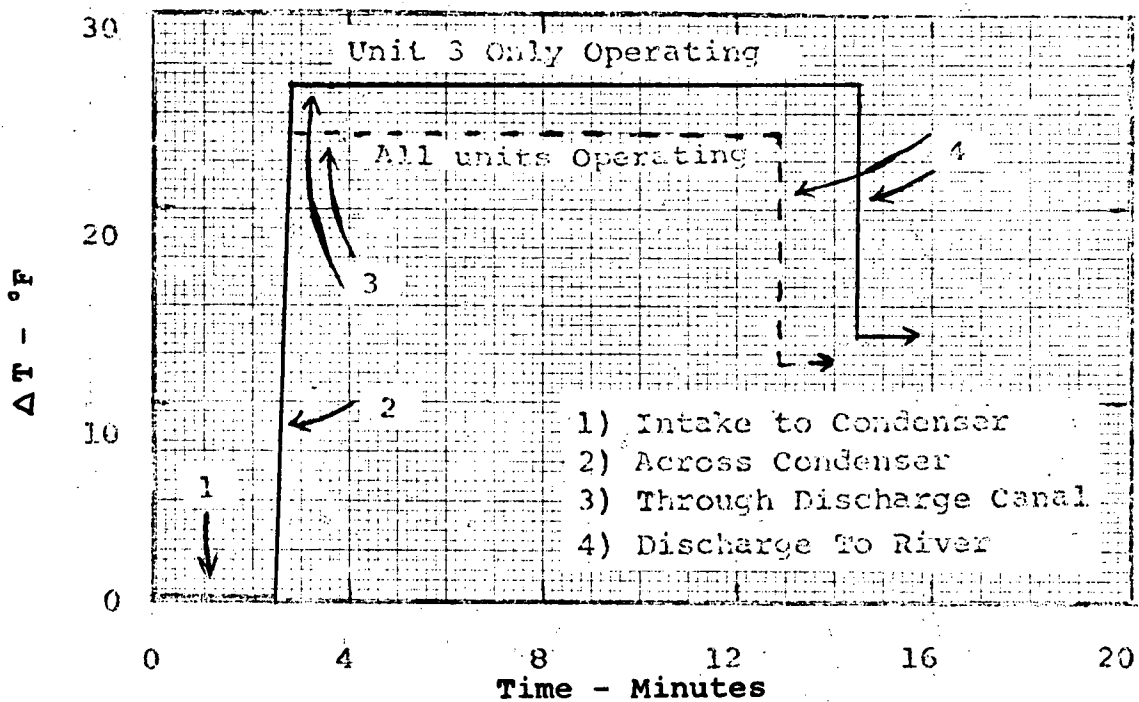 30
Unit 3 Only Operating
All units Operating
4
20
3
ΔT - °F
2
10
1
1) Intake to Condenser
2) Across Condenser
3) Through Discharge Canal
4) Discharge To River
0
0 4 8 12 16 20
Time - Minutes